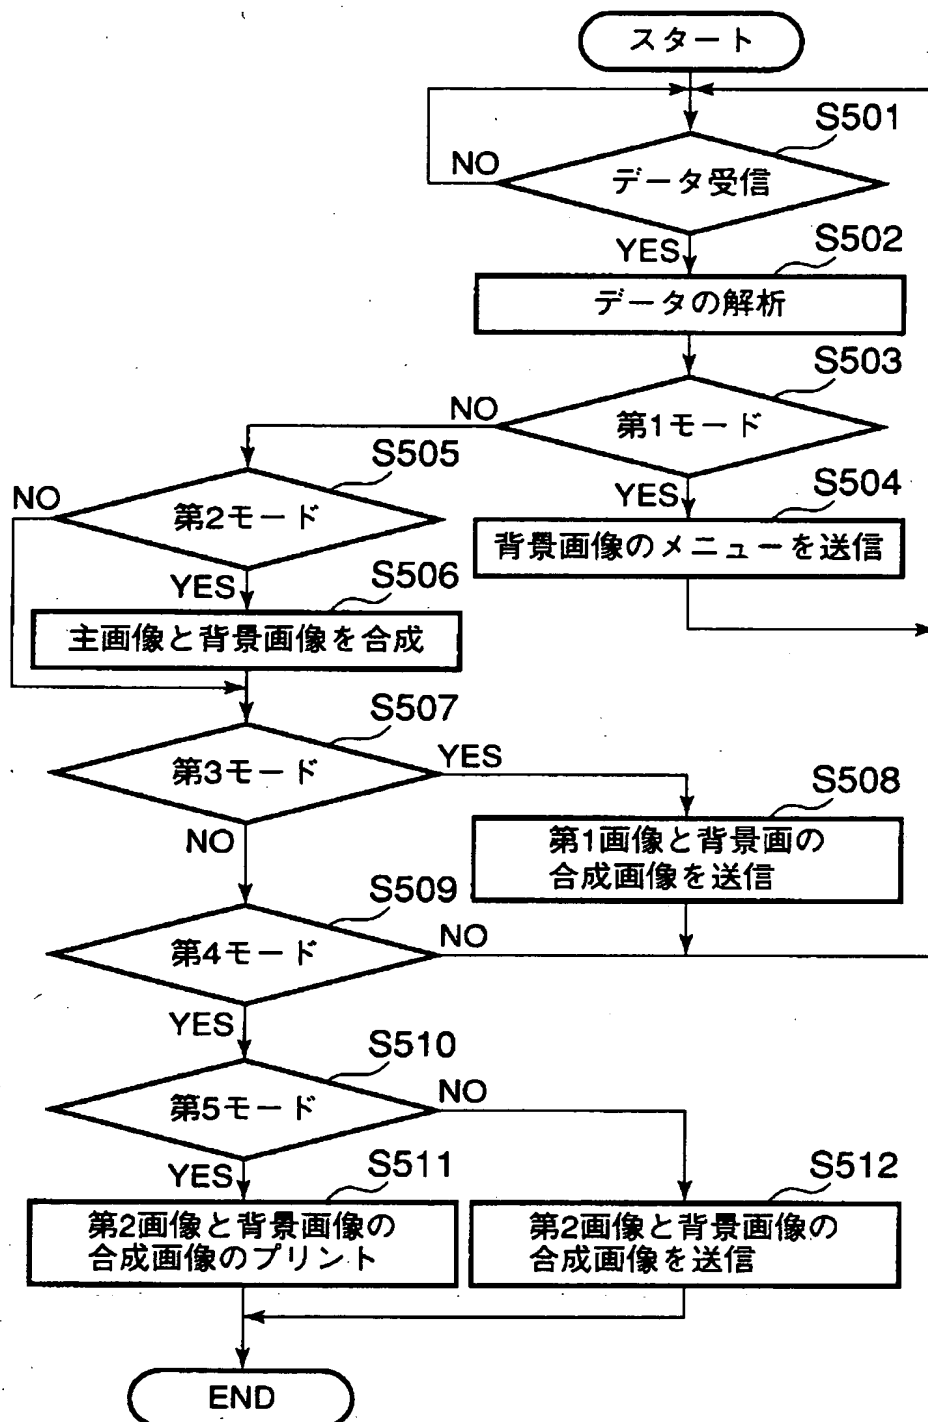 スタート
S501
NO
データ受信
YES
S502
データの解析
S503
NO
第1モード
YES
S504
背景画像のメニューを送信
S505
NO
第2モード
YES
S506
主画像と背景画像を合成
S507
第3モード
YES
NO
S508
第1画像と背景画の
合成画像を送信
S509
第4モード
NO
YES
S510
第5モード
NO
YES
S511
第2画像と背景画像の
合成画像のプリント
S512
第2画像と背景画像の
合成画像を送信
END